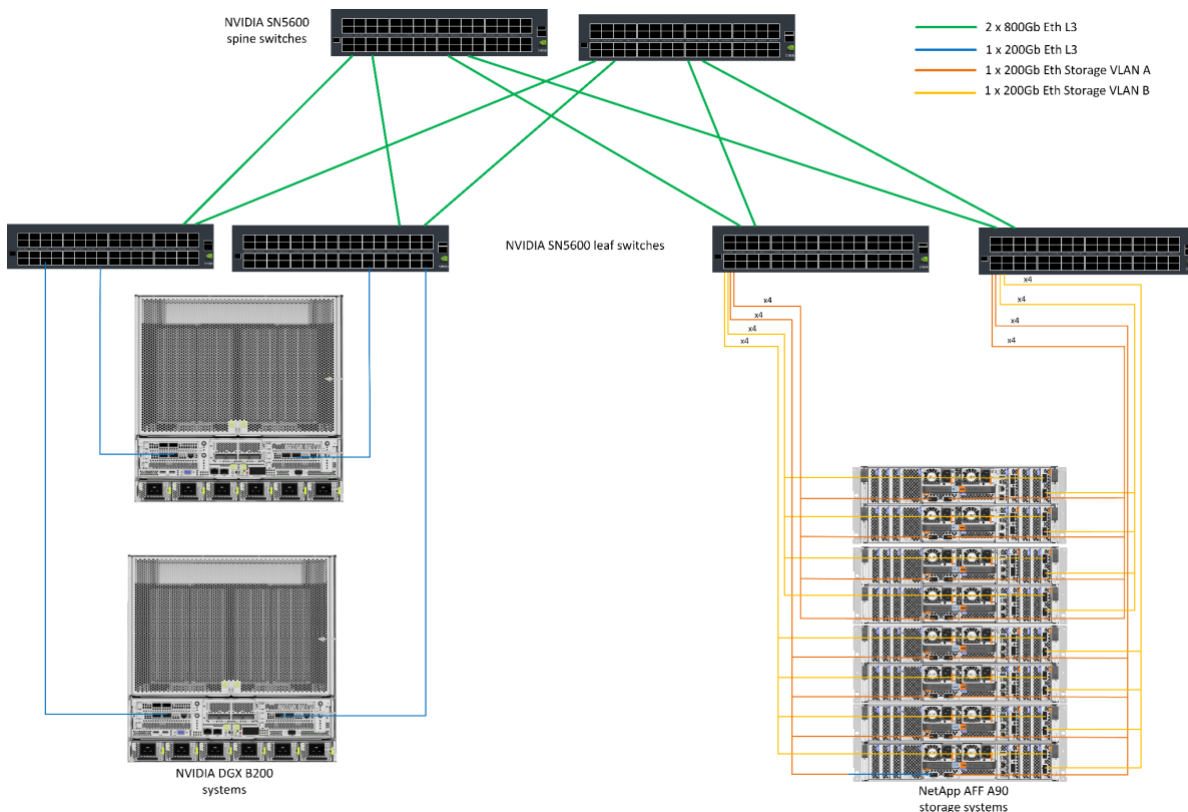 NVIDIA SN5600
spine switches
2 x 800Gb Eth L3
1 x 200Gb Eth L3
1 x 200Gb Eth Storage VLAN A
1 x 200Gb Eth Storage VLAN B
NVIDIA SN5600 leaf switches
x4
x4
x4
x4
x4
x4
x4
x4
NVIDIA DGX B200
systems
NetApp AFF A90
storage systems